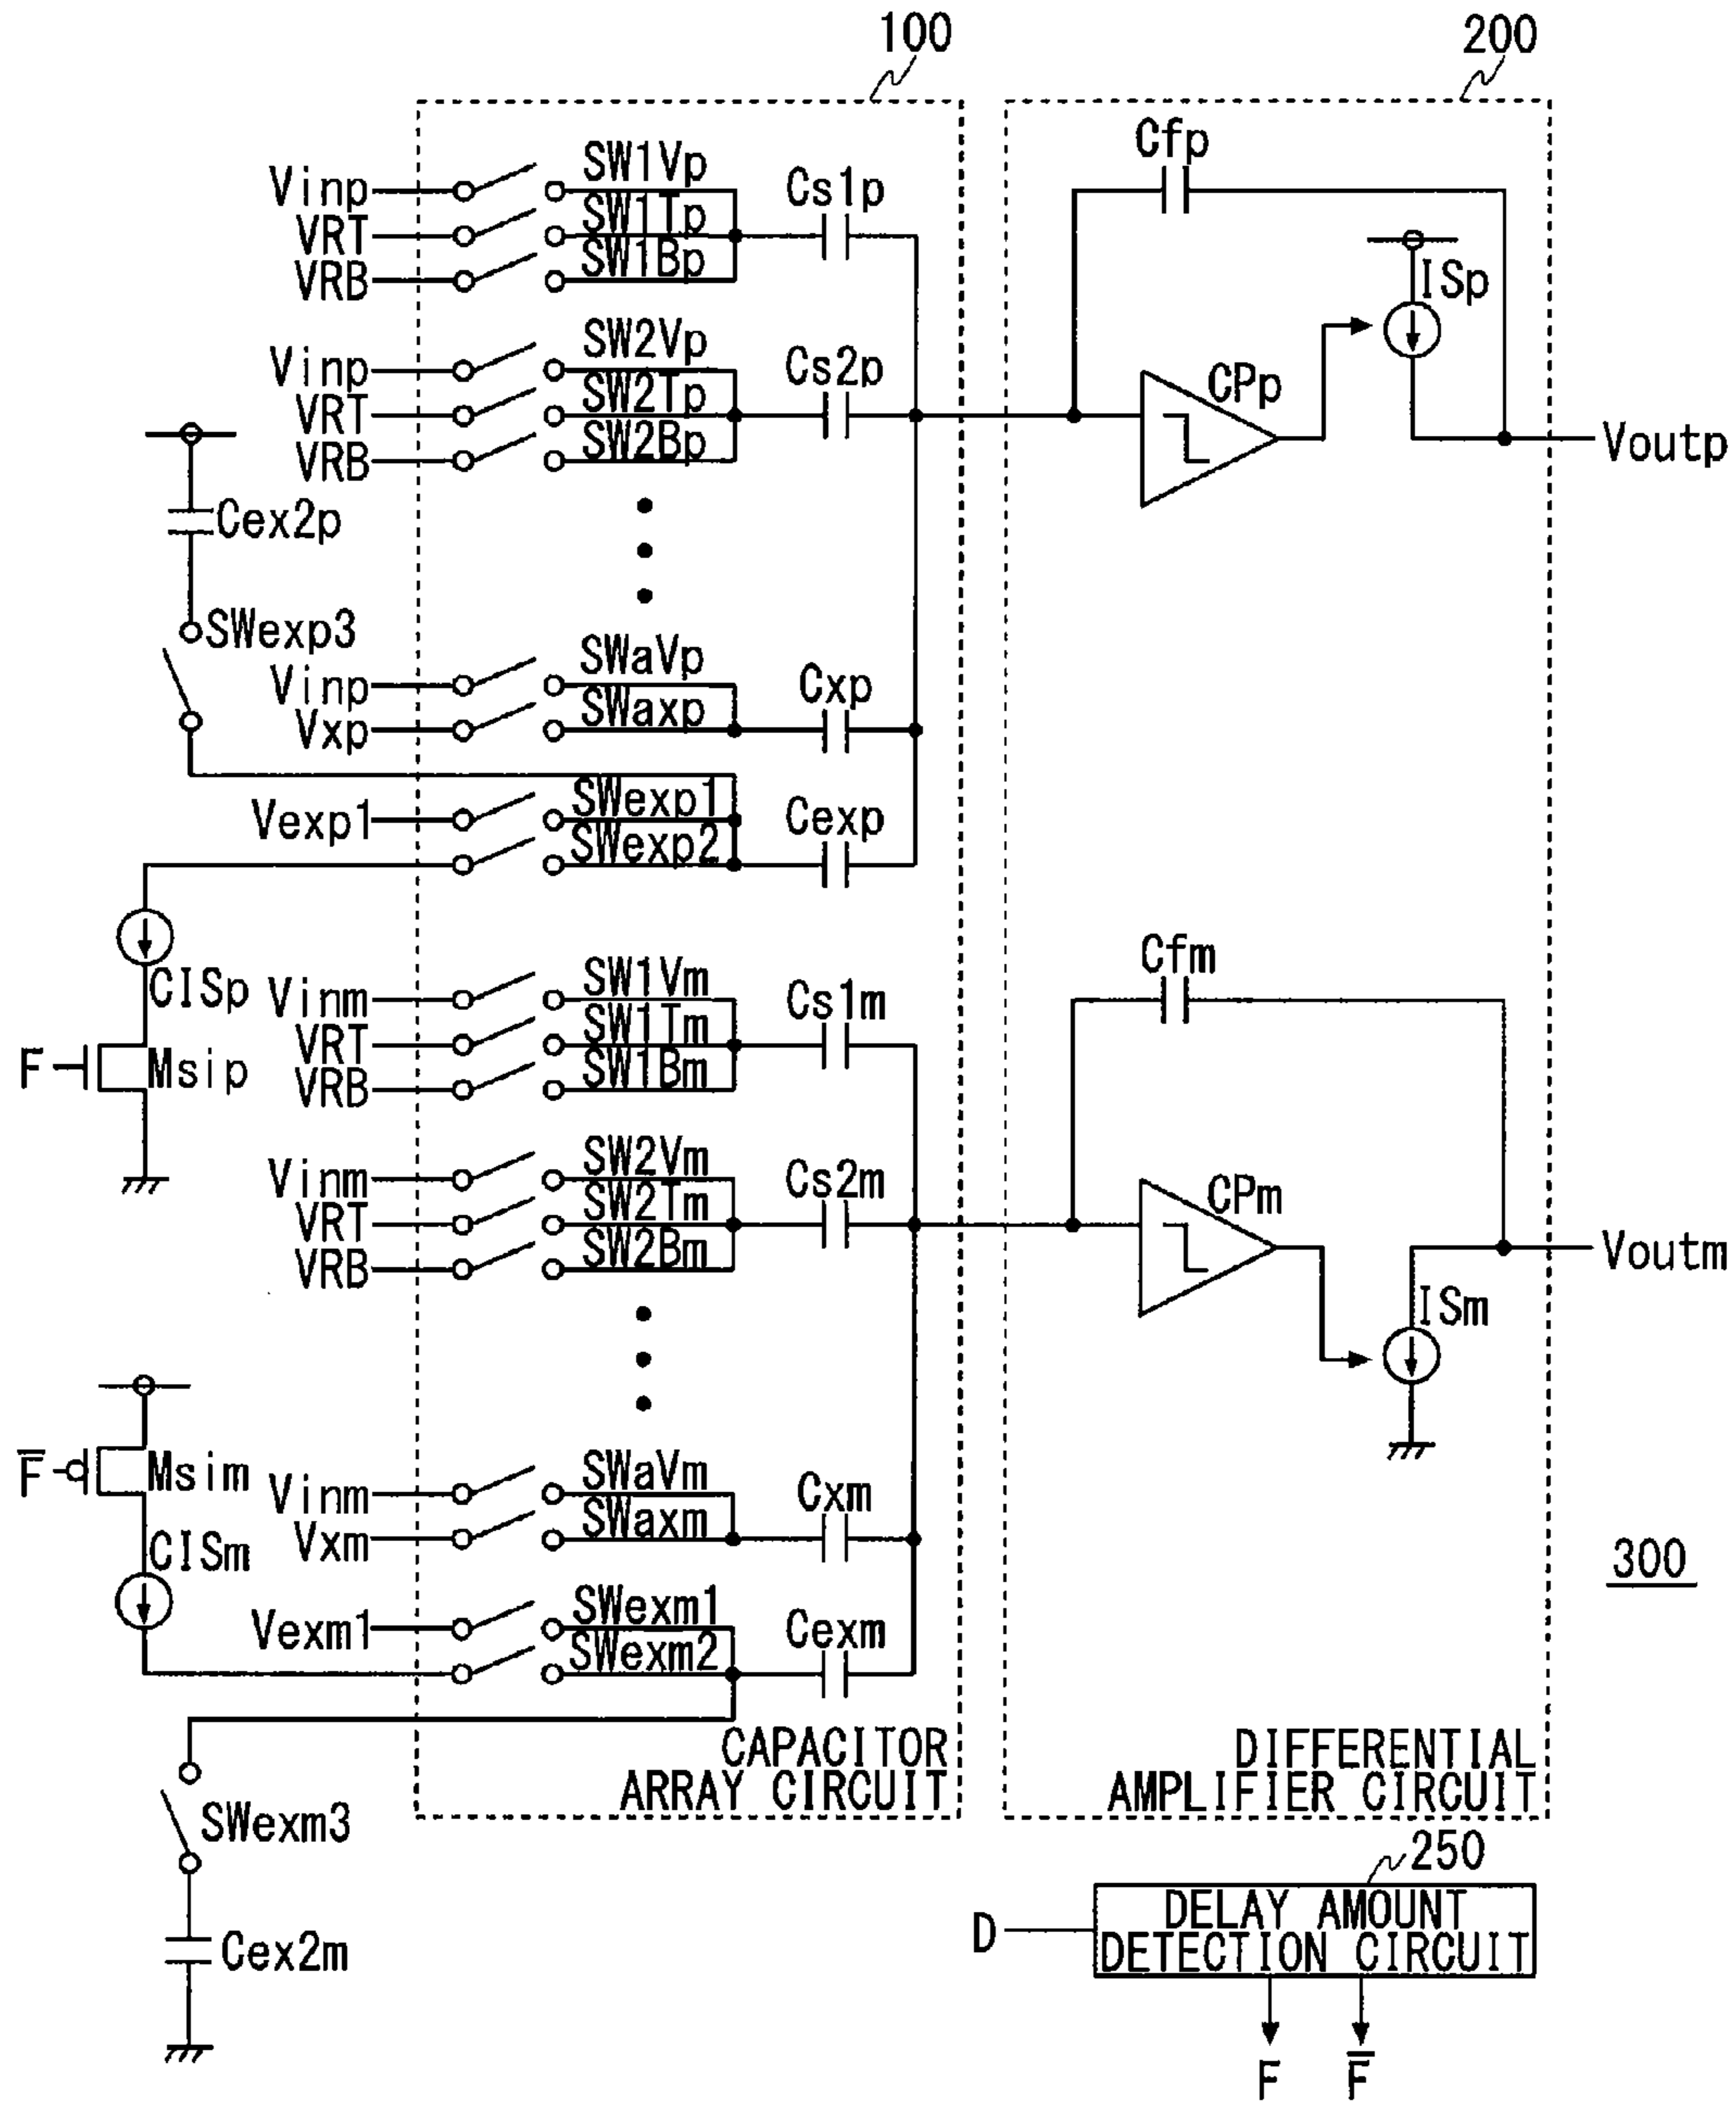 100
200
Vinp
SW1Vp
VRT
SW1Tp
VRB
SW1Bp
Cs1p
Cfp
ISp
Vinp
SW2Vp
VRT
SW2Tp
VRB
SW2Bp
Cs2p
CPp
Voutp
Cex2p
SWexp3
Vinp
SWaVp
Vxp
SWaxp
Cxp
Vexp1
SWexp1
SWexp2
Cexp
CISp
F
Msip
Vinm
SW1Vm
VRT
SW1Tm
VRB
SW1Bm
Cs1m
Cfm
Vinm
SW2Vm
VRT
SW2Tm
VRB
SW2Bm
Cs2m
CPm
Voutm
ISm
F̅
Msim
CISm
Vinm
SWaVm
Vxm
SWaxm
Cxm
300
Vexm1
SWexm1
SWexm2
Cexm
SWexm3
Cex2m
CAPACITOR
ARRAY CIRCUIT
DIFFERENTIAL
AMPLIFIER CIRCUIT
250
D
DELAY AMOUNT
DETECTION CIRCUIT
F
F̅